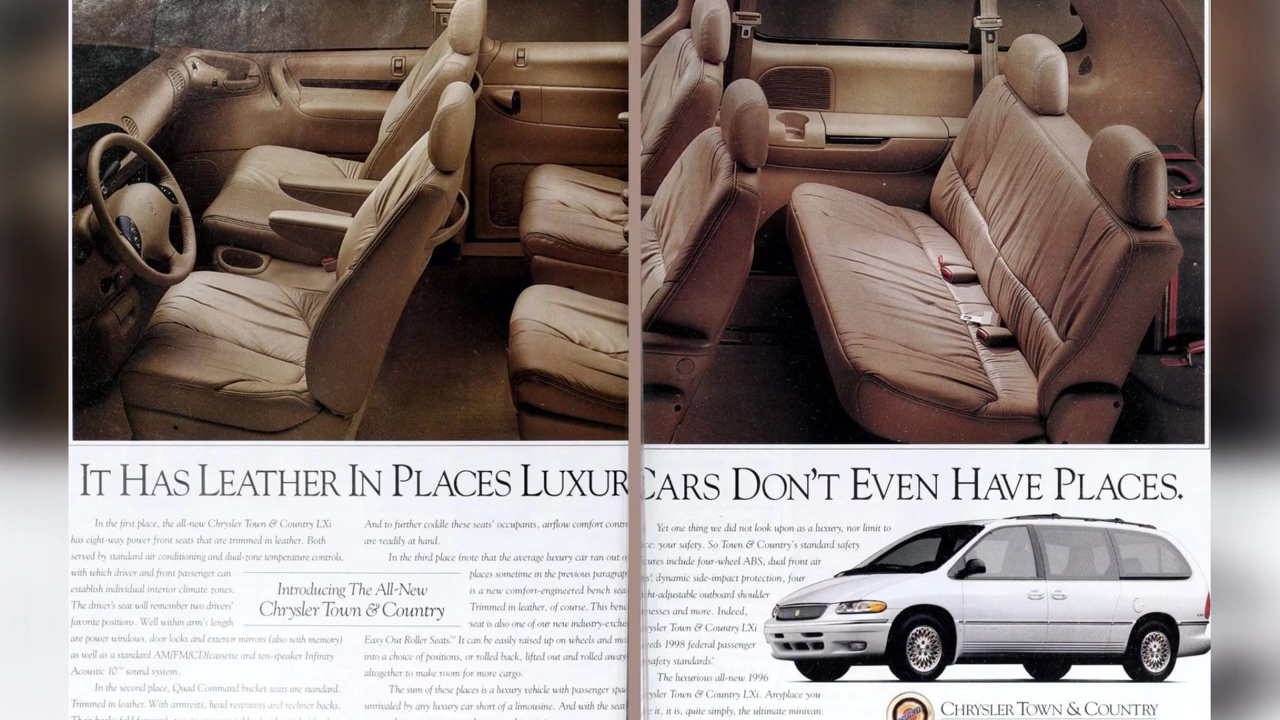 IT HAS LEATHER IN PLACES LUXUR CARS DON'T EVEN HAVE PLACES.
In the first place, the all-new Chrysler Town & Country LXi
has eight-way power front seats that are trimmed in leather. Both
served by standard air conditioning and dual-zone temperature controls,
with which driver and front passenger can
establish individual interior climate zones.
The driver's seat will remember two drivers'
favorite positions. Well within arm's length
are power windows, door locks and exterior mirrors (also with memory)
as well as a standard AM/FM/CD/cassette and ten-speaker Infinity
Acoustic 10™ sound system.
In the second place, Quad Command bucket seats are standard.
Trimmed in leather. With armrests, head restraints and recliner backs.
Introducing The All-New
Chrysler Town & Country
And to further coddle these seats' occupants, airflow comfort contr
are readily at hand.
In the third place (note that the average luxury car ran out o
places sometime in the previous paragrap
is a new comfort-engineered bench sea
Trimmed in leather, of course. This benc
seat is also one of our new industry-exclu
Easy Out Roller Seats.™ It can be easily raised up on wheels and mo
into a choice of positions, or rolled back, lifted out and rolled away
altogether to make room for more cargo.
The sum of these places is a luxury vehicle with passenger spa
unrivaled by any luxury car short of a limousine. And with the seat
Yet one thing we did not look upon as a luxury, nor limit to
ce: your safety. So Town & Country's standard safety
ures include four-wheel ABS, dual front air
dynamic side-impact protection, four
ht-adjustable outboard shoulder
nesses and more. Indeed,
rysler Town & Country LXi
eeds 1998 federal passenger
safety standards.
The luxurious all-new 1996
rysler Town & Country LXi. Anyplace you
e it, it is, quite simply, the ultimate minivan.
CHRYSLER TOWN & COUNTRY